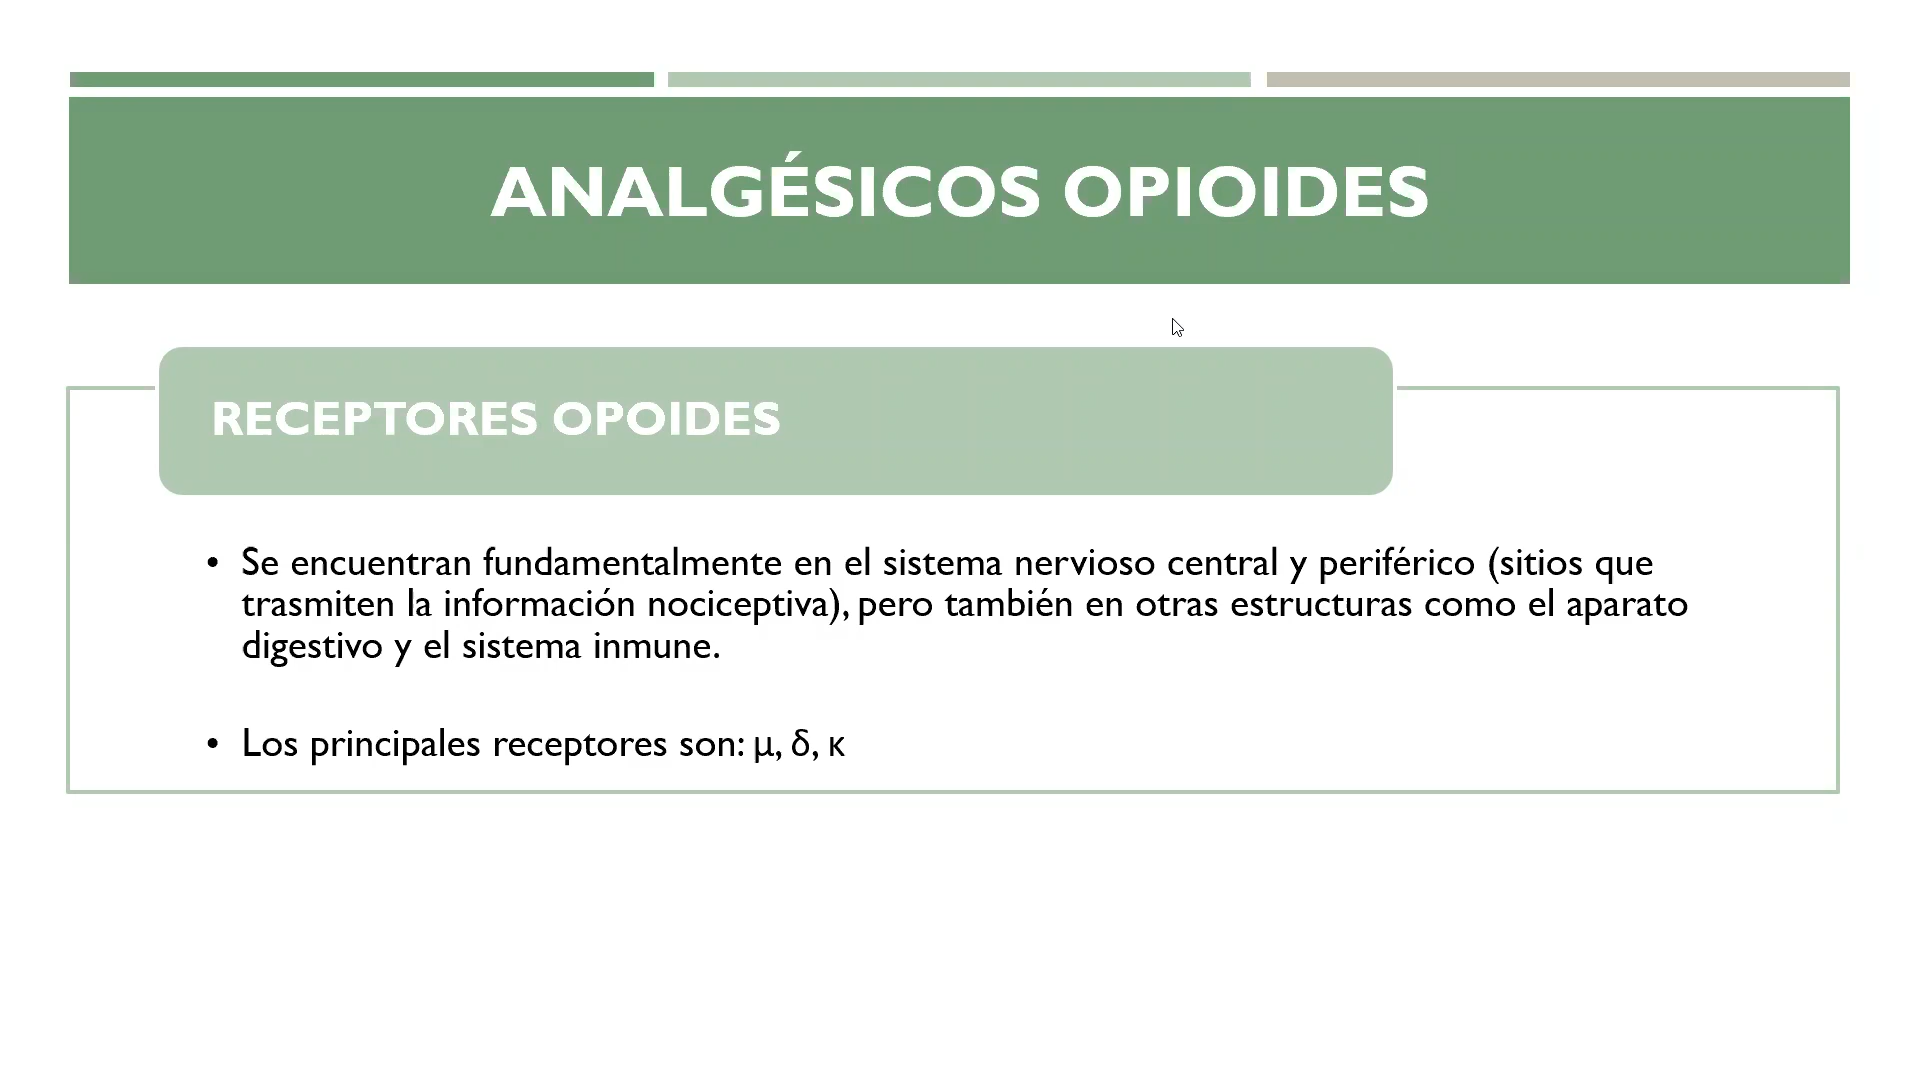 ANALGÉSICOS OPIOIDES
RECEPTORES OPOIDES
• Se encuentran fundamentalmente en el sistema nervioso central y periférico (sitios que
trasmiten la información nociceptiva), pero también en otras estructuras como el aparato
digestivo y el sistema inmune.
• Los principales receptores son: μ, δ, κ